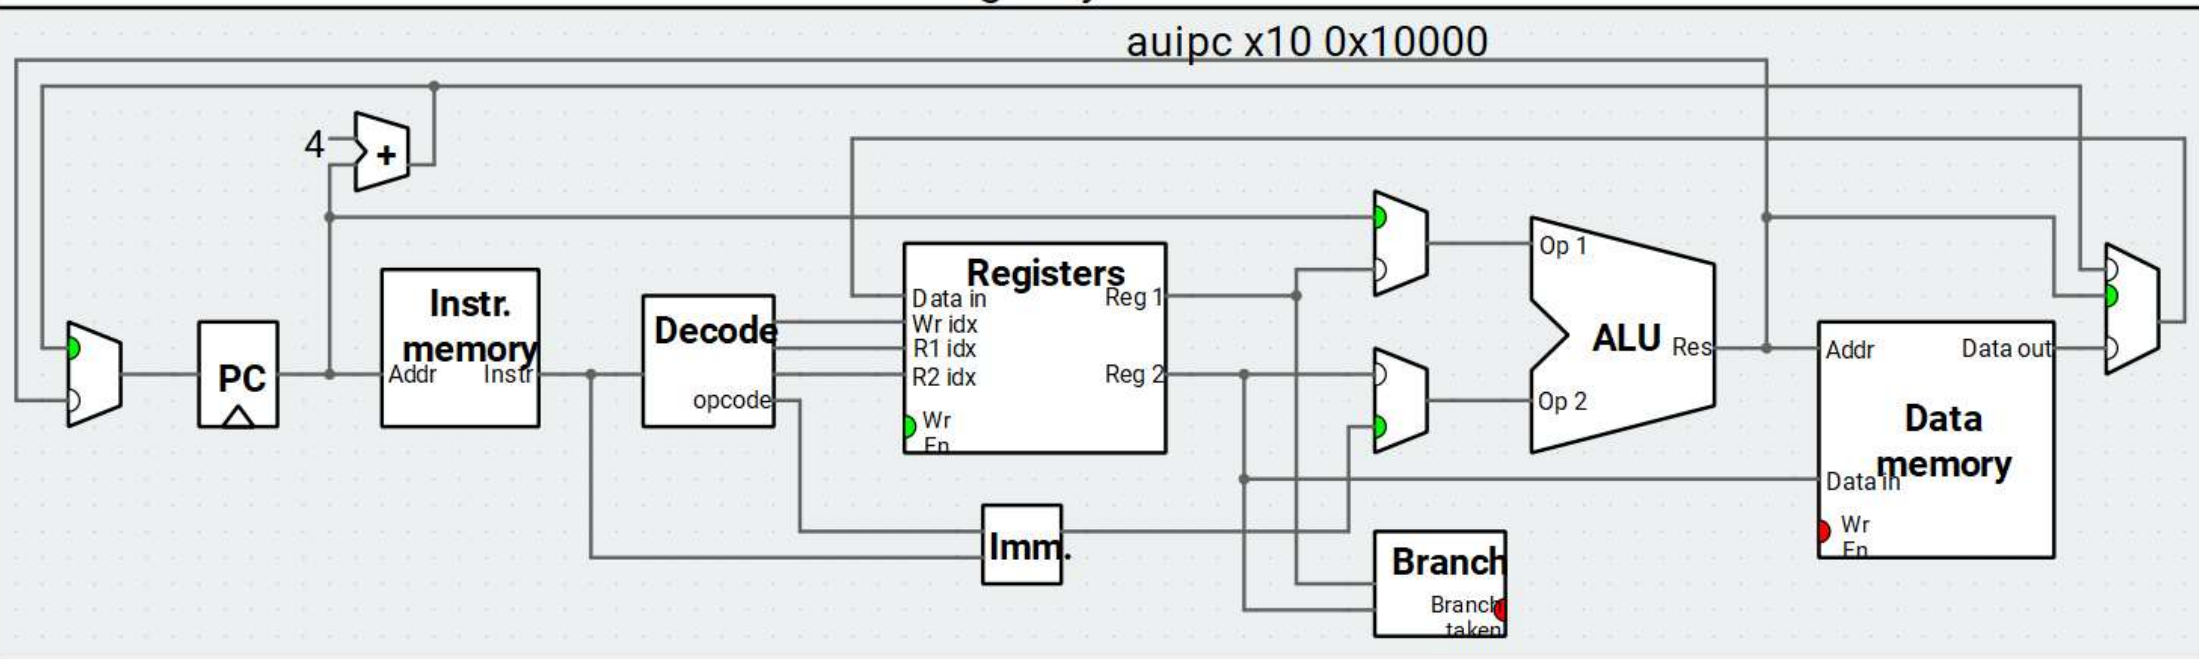 auipc x10 0x10000
4
+
PC
Instr.
memory
Addr
Instr
Decode
opcode
Registers
Data in
Wr idx
R1 idx
R2 idx
Wr
En
Reg 1
Reg 2
Imm.
Op 1
Op 2
ALU
Res
Branch
Branch
taken
Addr
Data out
Data
memory
Data in
Wr
En